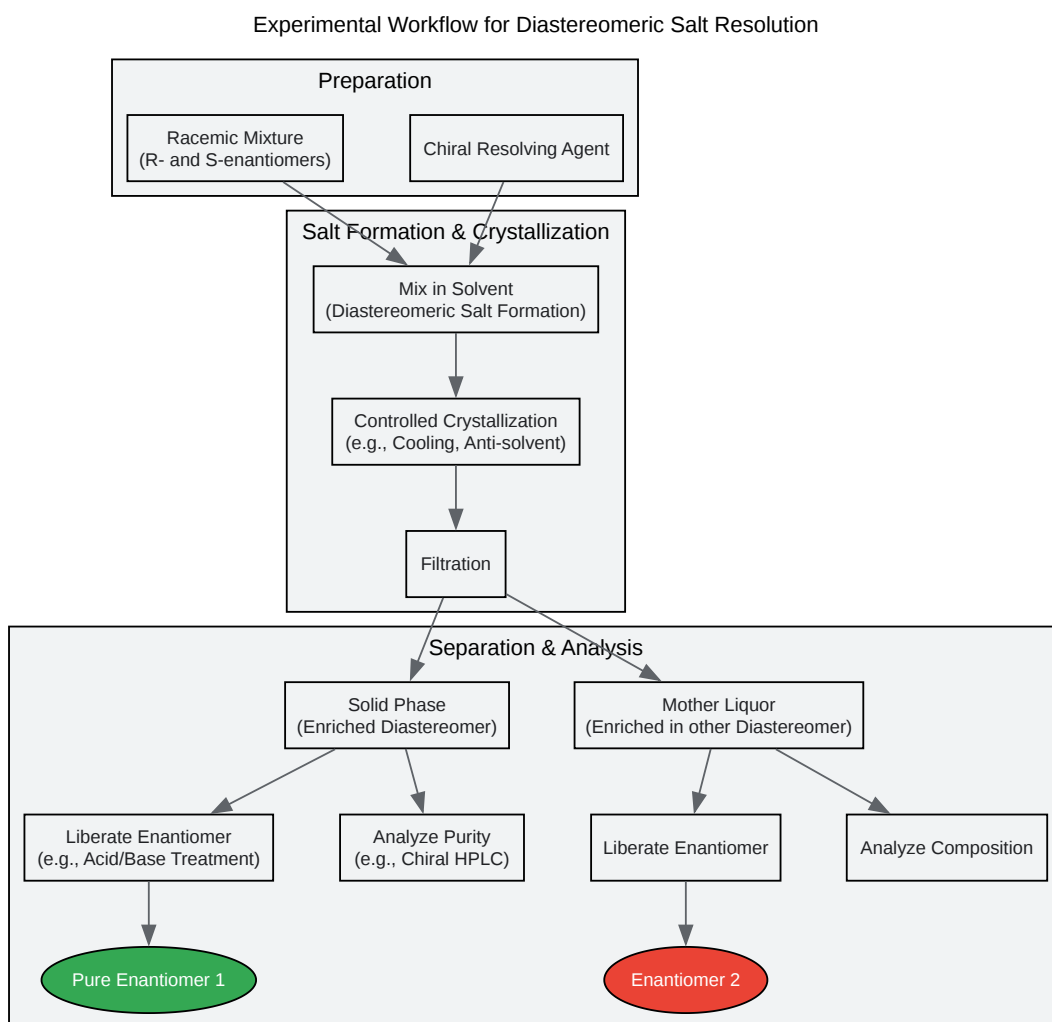 Experimental Workflow for Diastereomeric Salt Resolution
Preparation
Racemic Mixture
(R- and S-enantiomers)
Chiral Resolving Agent
Salt Formation & Crystallization
Mix in Solvent
(Diastereomeric Salt Formation)
Controlled Crystallization
(e.g., Cooling, Anti-solvent)
Filtration
Separation & Analysis
Solid Phase
(Enriched Diastereomer)
Mother Liquor
(Enriched in other Diastereomer)
Liberate Enantiomer
(e.g., Acid/Base Treatment)
Analyze Purity
(e.g., Chiral HPLC)
Liberate Enantiomer
Analyze Composition
Pure Enantiomer 1
Enantiomer 2